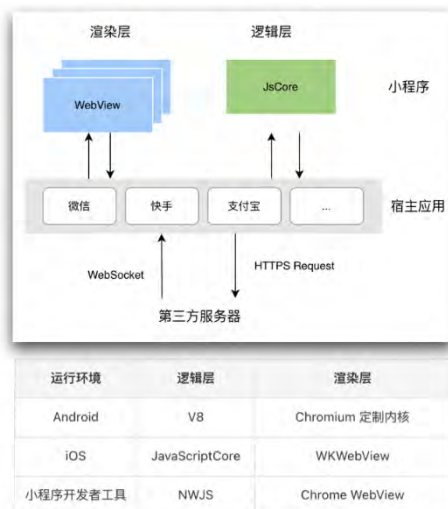 渲染层 逻辑层
WebView JsCore 小程序
微信 快手 支付宝 ... 宿主应用
WebSocket HTTPS Request
第三方服务器
运行环境 逻辑层 渲染层
Android V8 Chromium 定制内核
iOS JavaScriptCore WKWebView
小程序开发者工具 NWJS Chrome WebView